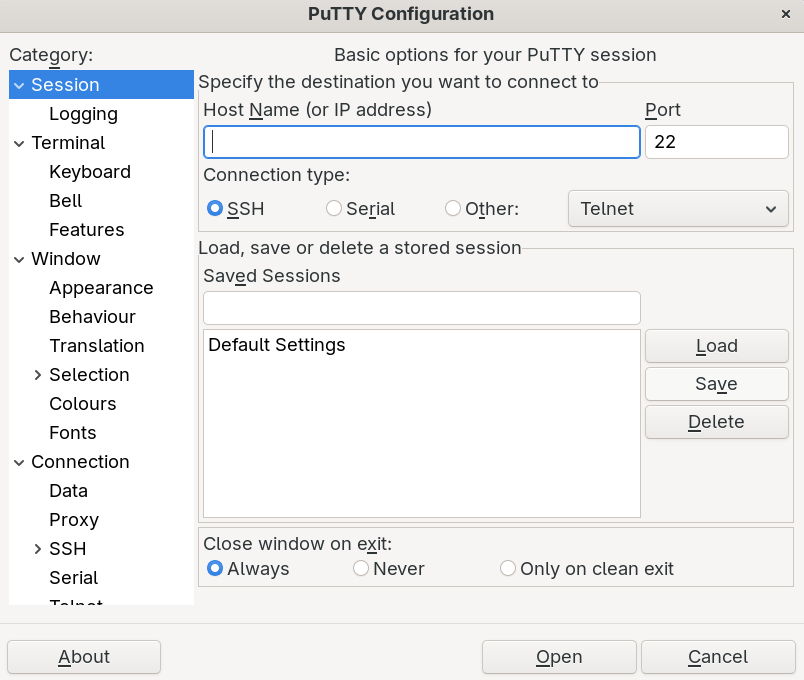 PuTTY Configuration ×
Category:
Session
Logging
Terminal
Keyboard
Bell
Features
Window
Appearance
Behaviour
Translation
Selection
Colours
Fonts
Connection
Data
Proxy
SSH
Serial
Telnet
Basic options for your PuTTY session
Specify the destination you want to connect to
Host Name (or IP address) Port
22
Connection type:
SSH Serial Other: Telnet
Load, save or delete a stored session
Saved Sessions
Default Settings
Load
Save
Delete
Close window on exit:
Always Never Only on clean exit
About Open Cancel